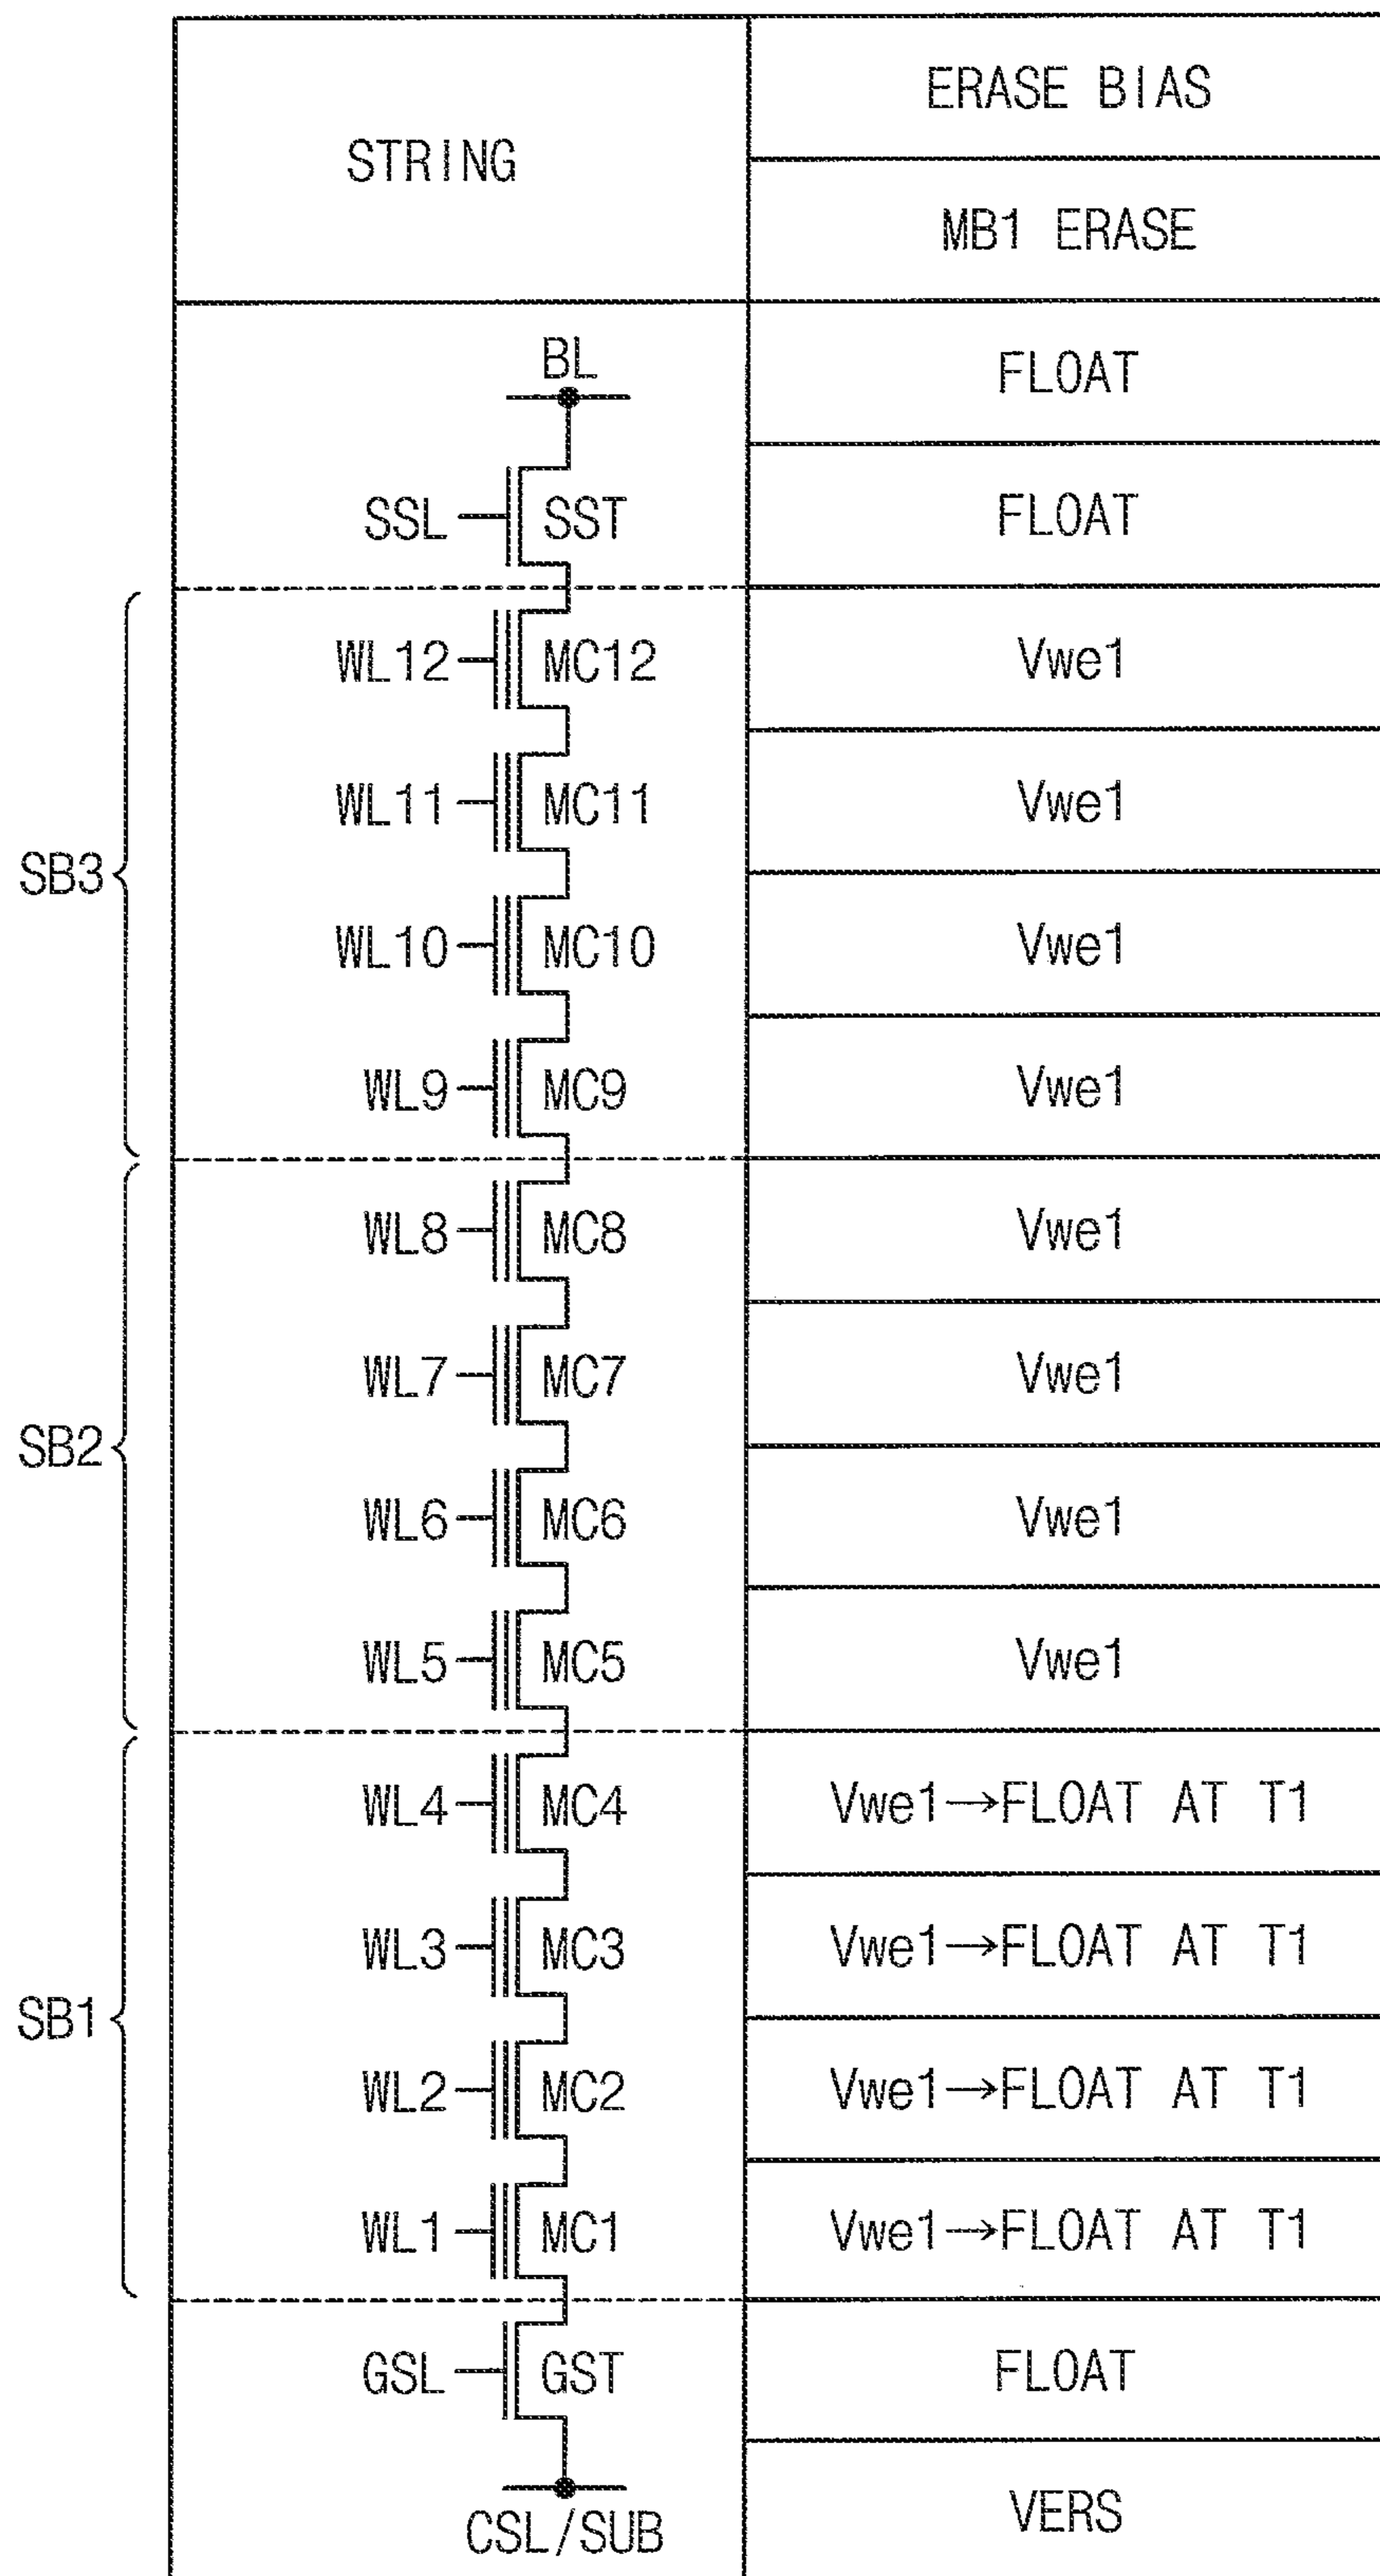 STRING
ERASE BIAS
MB1 ERASE
BL
FLOAT
SSL SST FLOAT
SB3
WL12 MC12 Vwe1
WL11 MC11 Vwe1
WL10 MC10 Vwe1
WL9 MC9 Vwe1
SB2
WL8 MC8 Vwe1
WL7 MC7 Vwe1
WL6 MC6 Vwe1
WL5 MC5 Vwe1
SB1
WL4 MC4 Vwe1→FLOAT AT T1
WL3 MC3 Vwe1→FLOAT AT T1
WL2 MC2 Vwe1→FLOAT AT T1
WL1 MC1 Vwe1→FLOAT AT T1
GSL GST FLOAT
CSL/SUB VERS